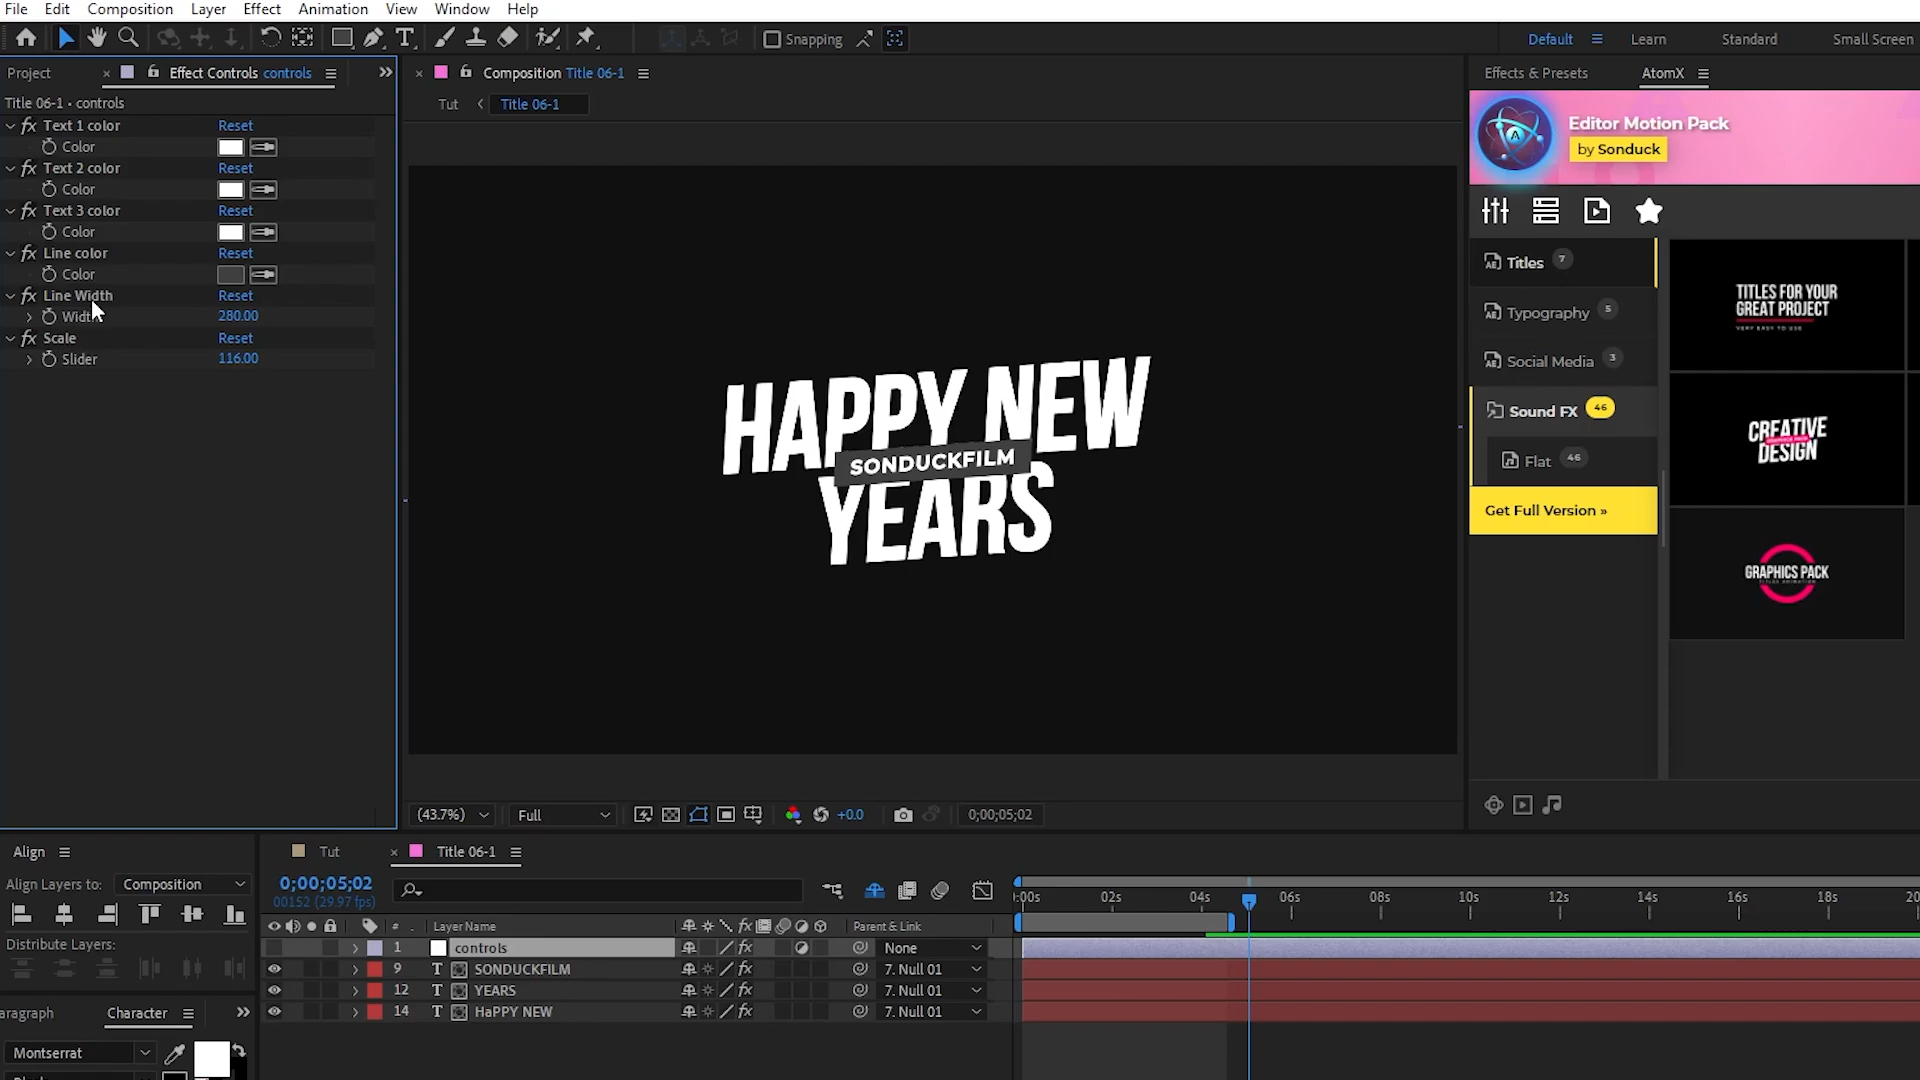 File Edit Composition Layer Effect Animation View Window Help
Snapping
Default Learn Standard Small Screen
Project Effect Controls controls
Title 06-1 • controls
Text 1 color Reset
Color
Text 2 color Reset
Color
Text 3 color Reset
Color
Line color Reset
Color
Line Width Reset
Width 280.00
Scale Reset
Slider 116.00
Composition Title 06-1
Tut Title 06-1
HAPPY NEW
SONDUCKFILM
YEARS
(43.7%) Full +0.0 0;00;05;02
Effects & Presets AtomX
Editor Motion Pack
by Sonduck
Titles 7
Typography 5
Social Media 3
Sound FX 46
Flat 46
Get Full Version »
TITLES FOR YOUR
GREAT PROJECT
VERY EASY TO USE
CREATIVE
DESIGN
GRAPHICS PACK
Align
Align Layers to: Composition
Distribute Layers:
aragraph Character
Montserrat
Tut Title 06-1
0;00;05;02
00152 (29.97 fps)
# Layer Name Parent & Link
1 controls None
9 T SONDUCKFILM 7. Null 01
12 T YEARS 7. Null 01
14 T HaPPY NEW 7. Null 01
:00s 02s 04s 06s 08s 10s 12s 14s 16s 18s 20